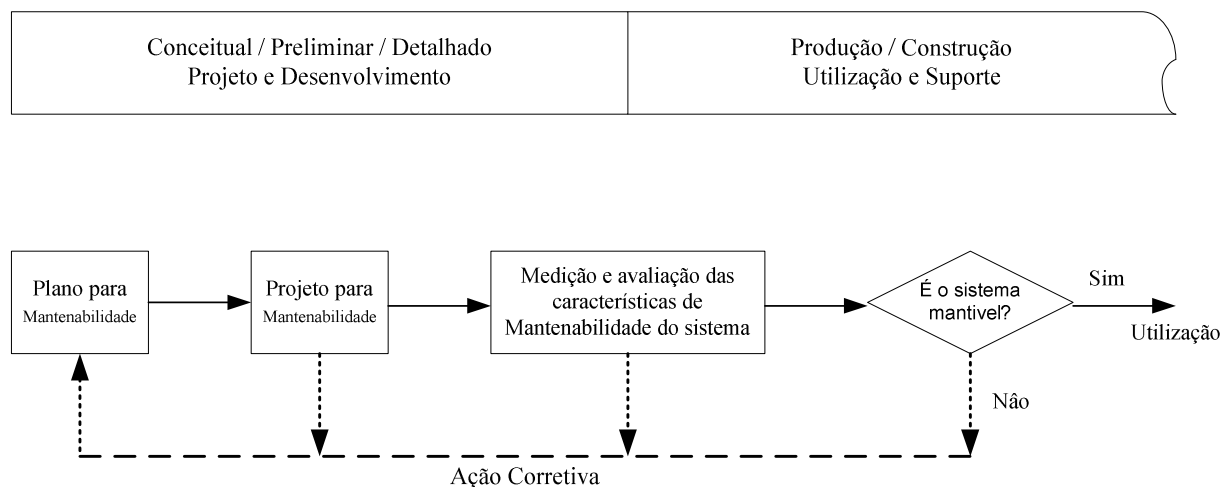 Conceitual / Preliminar / Detalhado
Projeto e Desenvolvimento
Produção / Construção
Utilização e Suporte
Plano para
Mantenabilidade
Projeto para
Mantenabilidade
Medição e avaliação das
características de
Mantenabilidade do sistema
É o sistema
mantivel?
Sim
Utilização
Nâo
Ação Corretiva